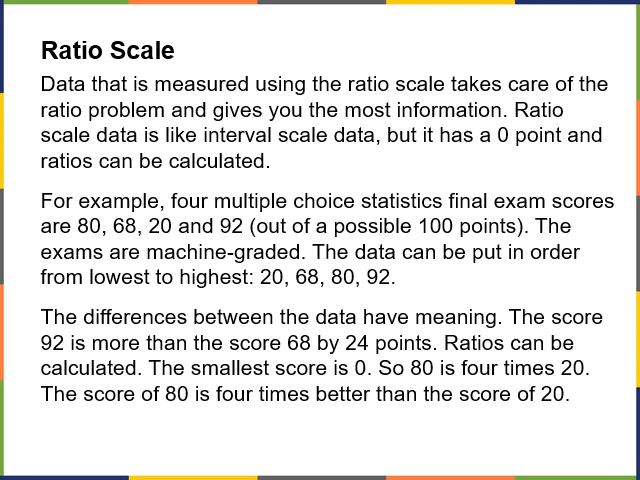 Ratio Scale
Data that is measured using the ratio scale takes care of the
ratio problem and gives you the most information. Ratio
scale data is like interval scale data, but it has a 0 point and
ratios can be calculated.
For example, four multiple choice statistics final exam scores
are 80, 68, 20 and 92 (out of a possible 100 points). The
exams are machine-graded. The data can be put in order
from lowest to highest: 20, 68, 80, 92.
The differences between the data have meaning. The score
92 is more than the score 68 by 24 points. Ratios can be
calculated. The smallest score is 0. So 80 is four times 20.
The score of 80 is four times better than the score of 20.